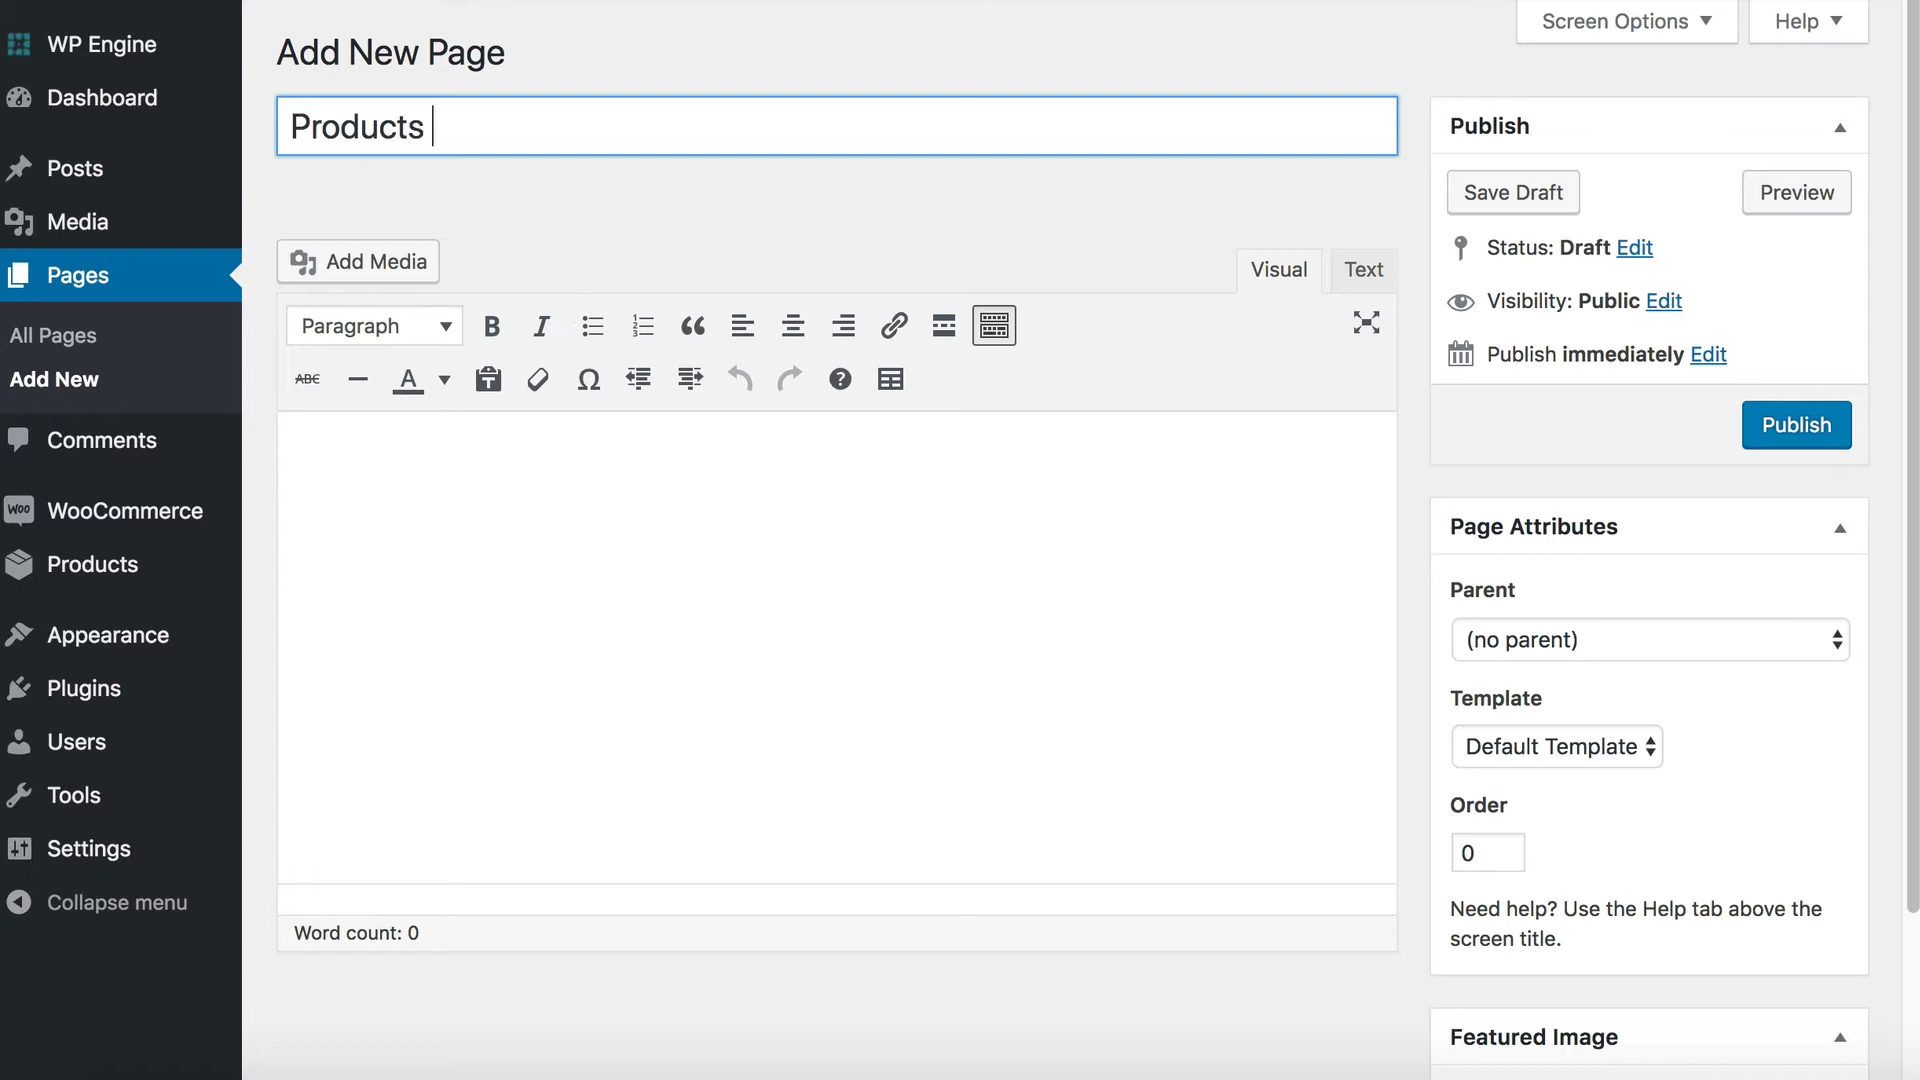 WP Engine
Dashboard
Posts
Media
Pages
All Pages
Add New
Comments
Woo WooCommerce
Products
Appearance
Plugins
Users
Tools
Settings
Collapse menu
Screen Options ▼
Help ▼
Add New Page
Products
Add Media
Visual
Text
Paragraph
B I
ABC A Ω ?
Word count: 0
Publish
Save Draft
Preview
Status: Draft Edit
Visibility: Public Edit
Publish immediately Edit
Publish
Page Attributes
Parent
(no parent)
Template
Default Template
Order
0
Need help? Use the Help tab above the
screen title.
Featured Image